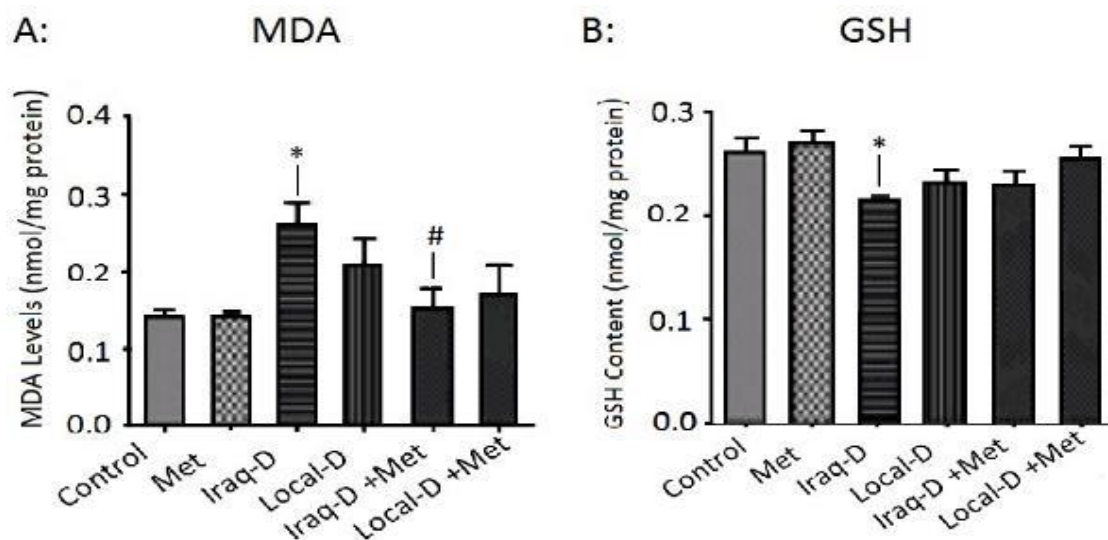 A: MDA
MDA Levels (nmol/mg protein)
0.4
0.3
0.2
0.1
0.0
*
#
Control
Met
Iraq-D
Local-D
Iraq-D +Met
Local-D +Met
B: GSH
GSH Content (nmol/mg protein)
0.3
0.2
0.1
0.0
*
Control
Met
Iraq-D
Local-D
Iraq-D +Met
Local-D +Met